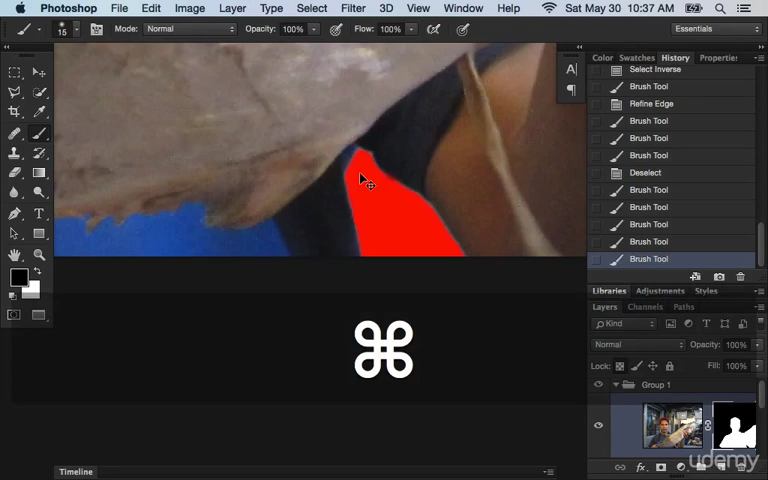 Photoshop File Edit Image Layer Type Select Filter 3D View Window Help Sat May 30 10:37 AM
15 Mode: Normal Opacity: 100% Flow: 100% Essentials
Color Swatches History Properties
Select Inverse
Brush Tool
Refine Edge
Brush Tool
Brush Tool
Brush Tool
Deselect
Brush Tool
Brush Tool
Brush Tool
Brush Tool
Brush Tool
Libraries Adjustments Styles
Layers Channels Paths
Kind
Normal Opacity: 100%
Lock: Fill: 100%
Group 1
udemy
Timeline